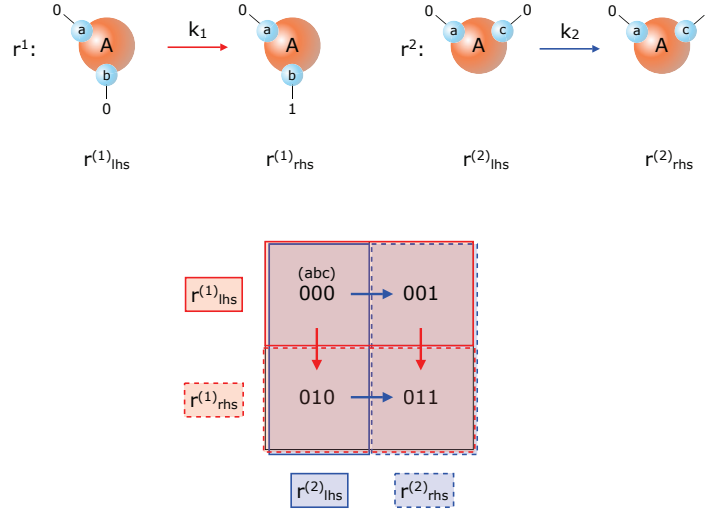 0 0 0 0
a A k₁ a A a A c k₂ a A c
r¹: r²:
b b
0 1
r⁽¹⁾lhs r⁽¹⁾rhs r⁽²⁾lhs r⁽²⁾rhs
(abc)
r⁽¹⁾lhs 000 001
r⁽¹⁾rhs 010 011
r⁽²⁾lhs r⁽²⁾rhs